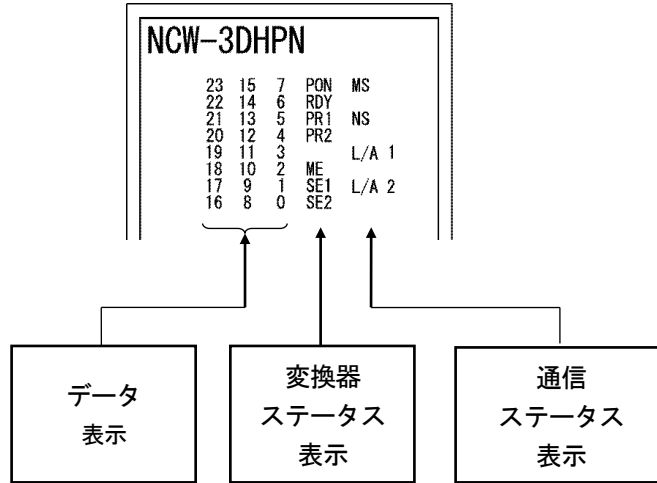 NCW-3DHPN
23 15 7 PON MS
22 14 6 RDY
21 13 5 PR1 NS
20 12 4 PR2
19 11 3 L/A 1
18 10 2 ME
17 9 1 SE1 L/A 2
16 8 0 SE2
データ
表示
変換器
ステータス
表示
通信
ステータス
表示